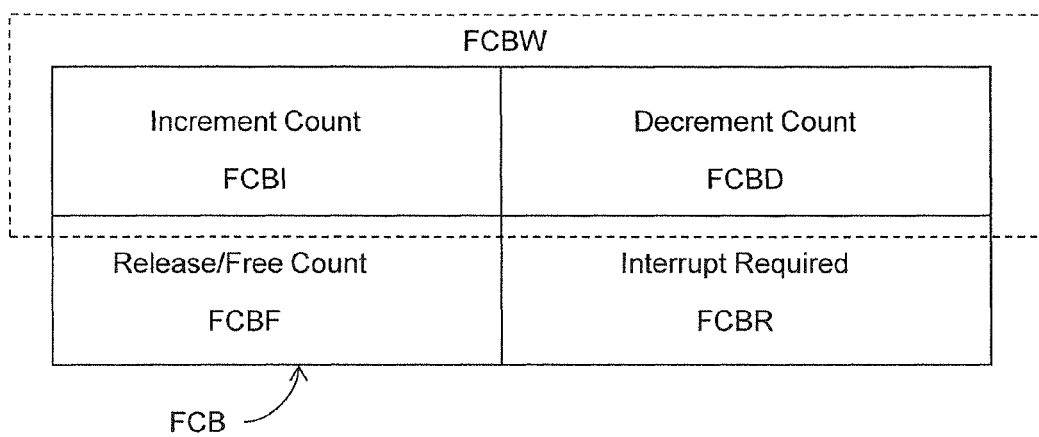 FCBW
Increment Count
FCBI
Decrement Count
FCBD
Release/Free Count
FCBF
Interrupt Required
FCBR
FCB